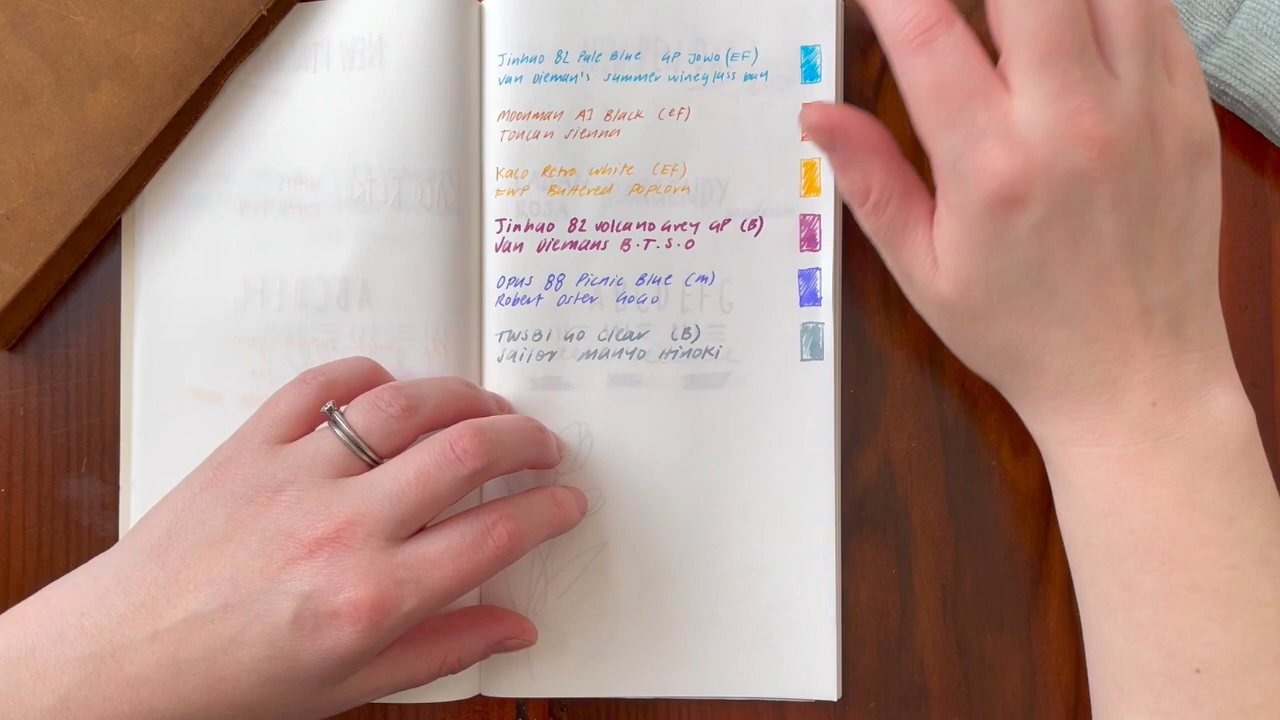 Jinhao 82 Pale Blue GP Jowo (EF)
Van Dieman's summer wineglass bay
Moonman A1 Black (eF)
Toucan Sienna
Kaco Retro white (EF)
FWP Buttered Popcorn
Jinhao 82 volcano Grey GP (B)
Van Diemans B.T.S.O
Opus 88 Picnic Blue (m)
Robert Oster GoGo
TWSBI GO Clear (B)
Sailor Manyo Hinoki